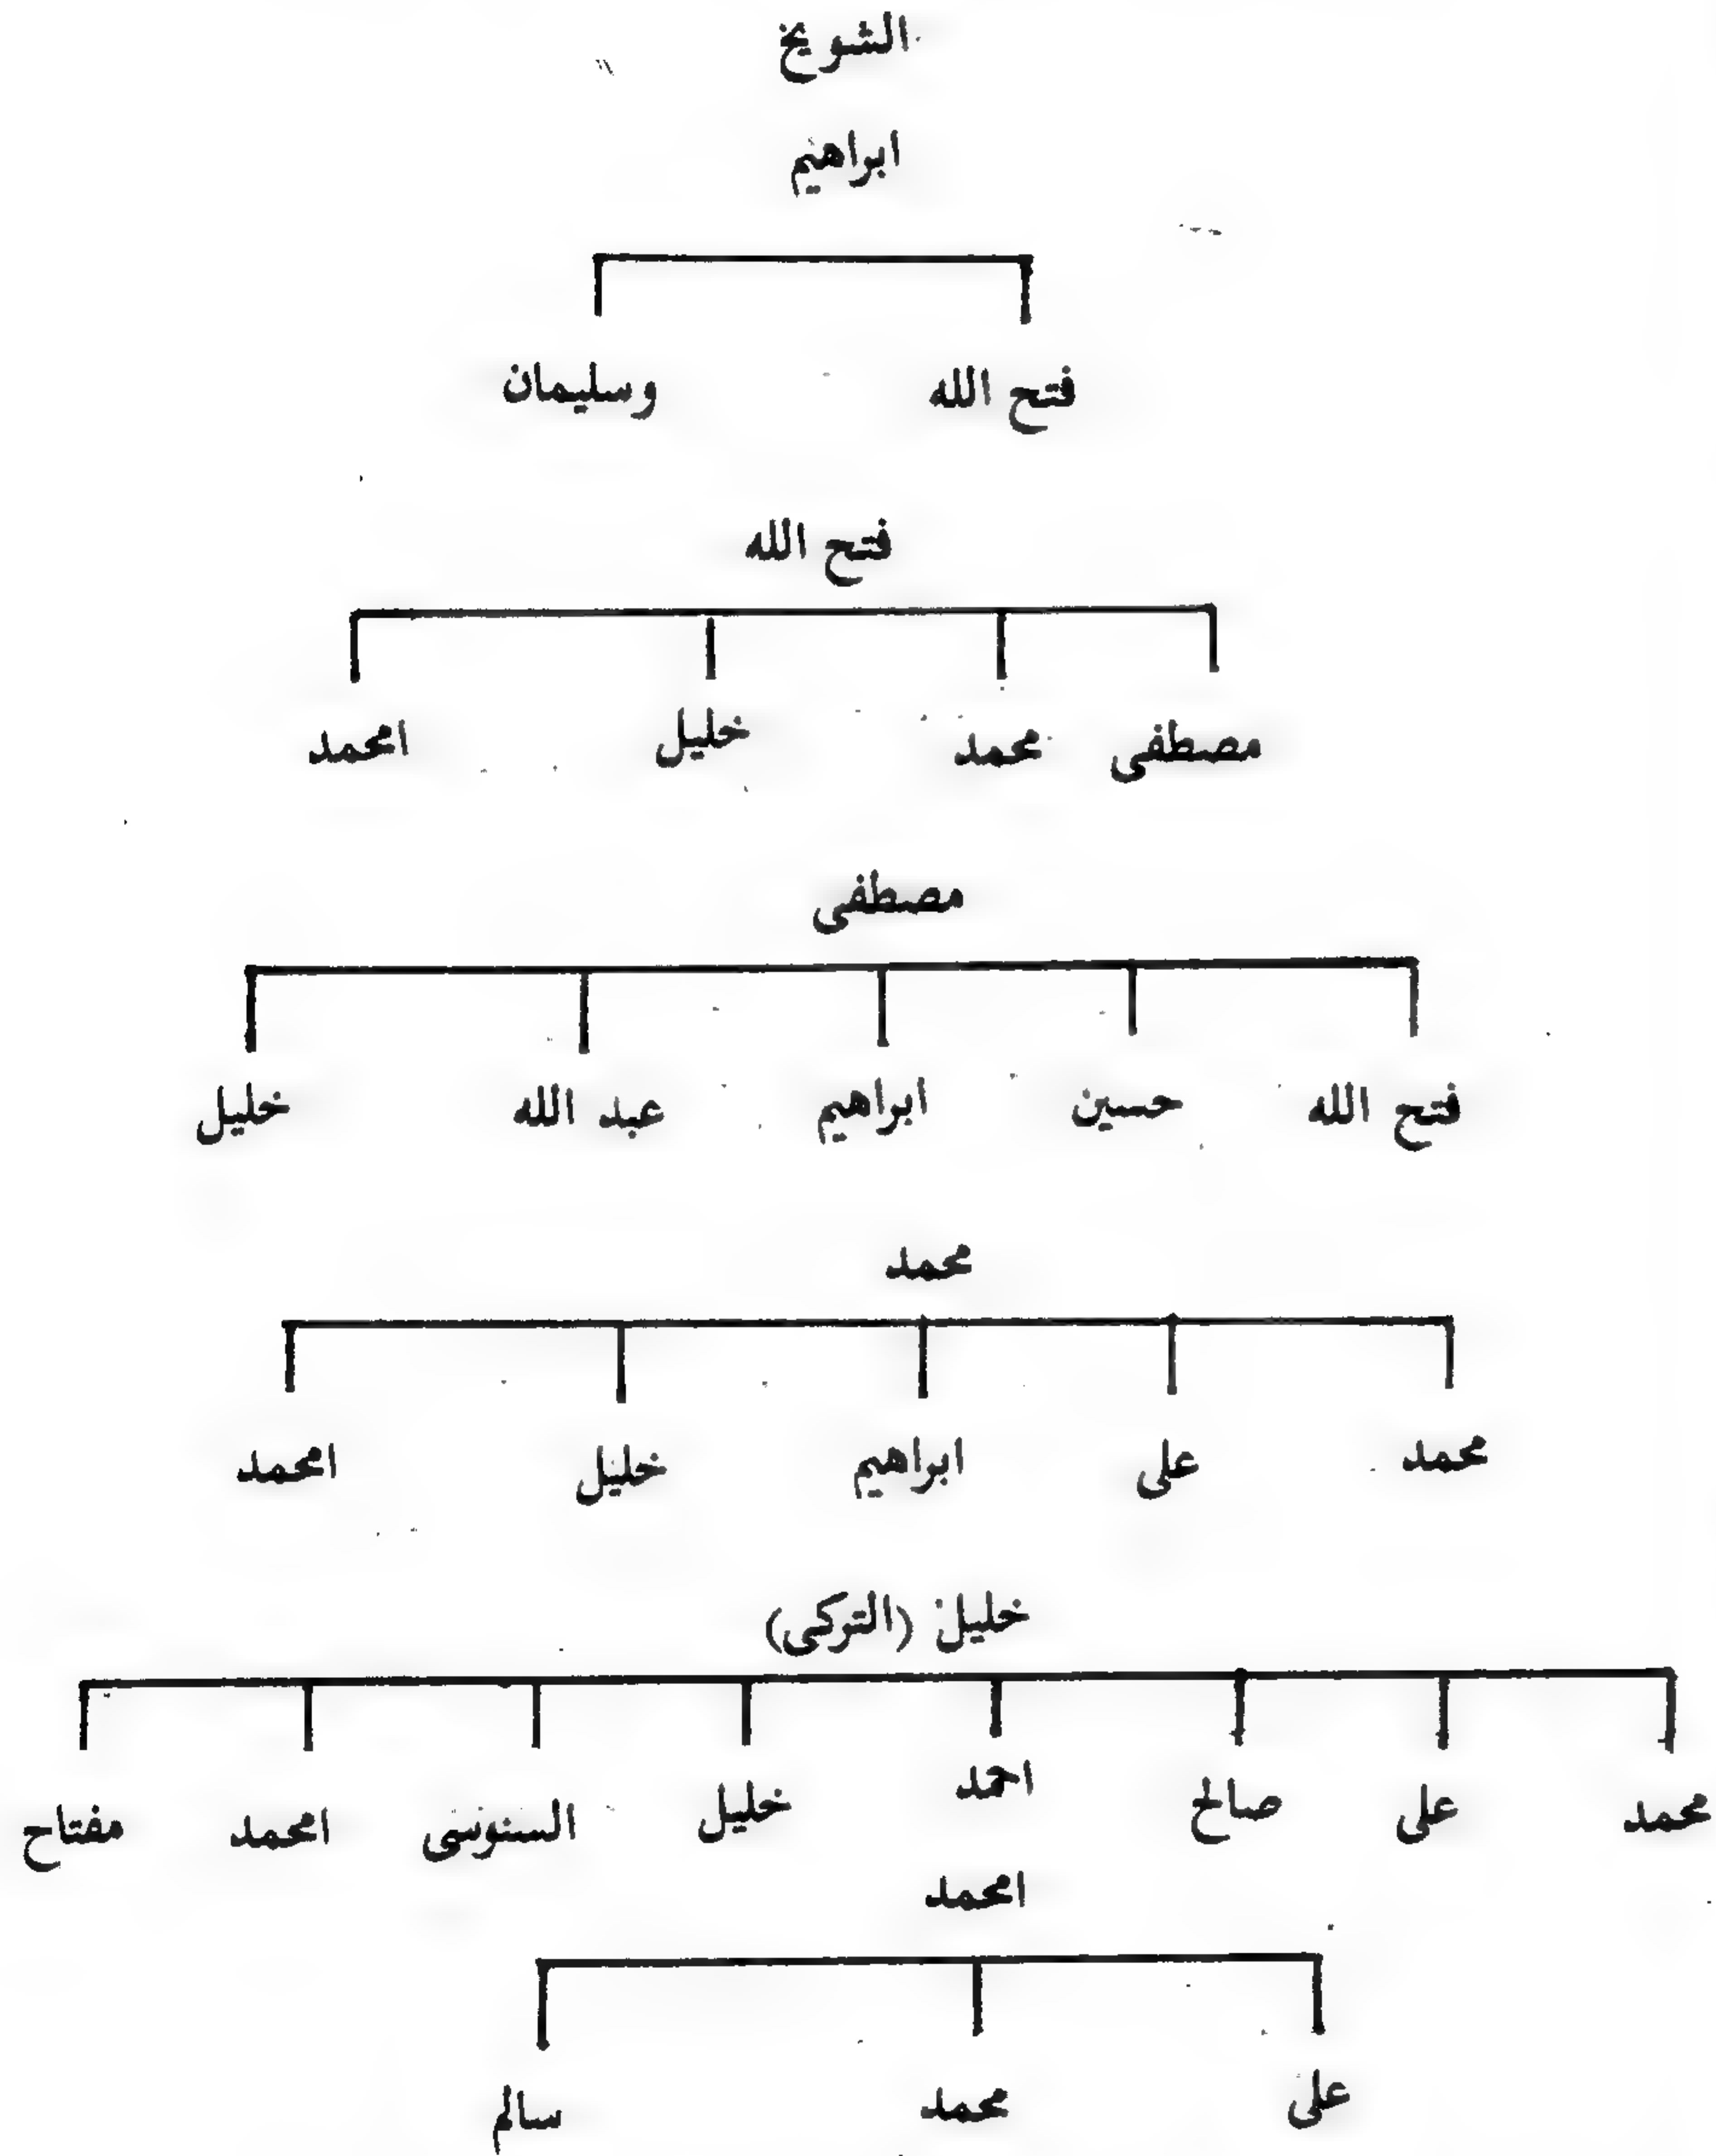 الشويخ
ابراهيم
فتح الله وسليمان
فتح الله
مصطفى محمد خليل امحمد
مصطفى
فتح الله حسين ابراهيم عبد الله خليل
محمد
محمد على ابراهيم خليل امحمد
خليل (التركى)
محمد على صالح احمد خليل السنوسى امحمد مفتاح
امحمد
على محمد سالم